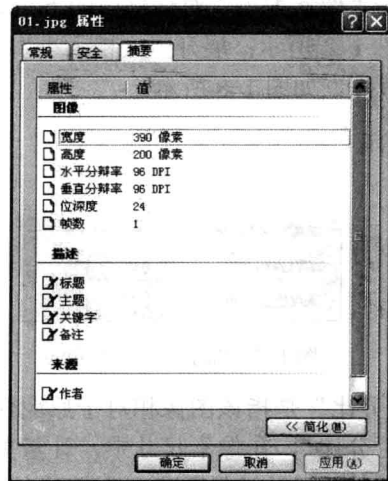 01.jpg 属性
常规 安全 摘要
属性 值
图像
宽度 390 像素
高度 200 像素
水平分辩率 96 DPI
垂直分辩率 96 DPI
位深度 24
帧数 1
描述
标题
主题
关键字
备注
来源
作者
<< 简化(M)
确定 取消 应用(A)